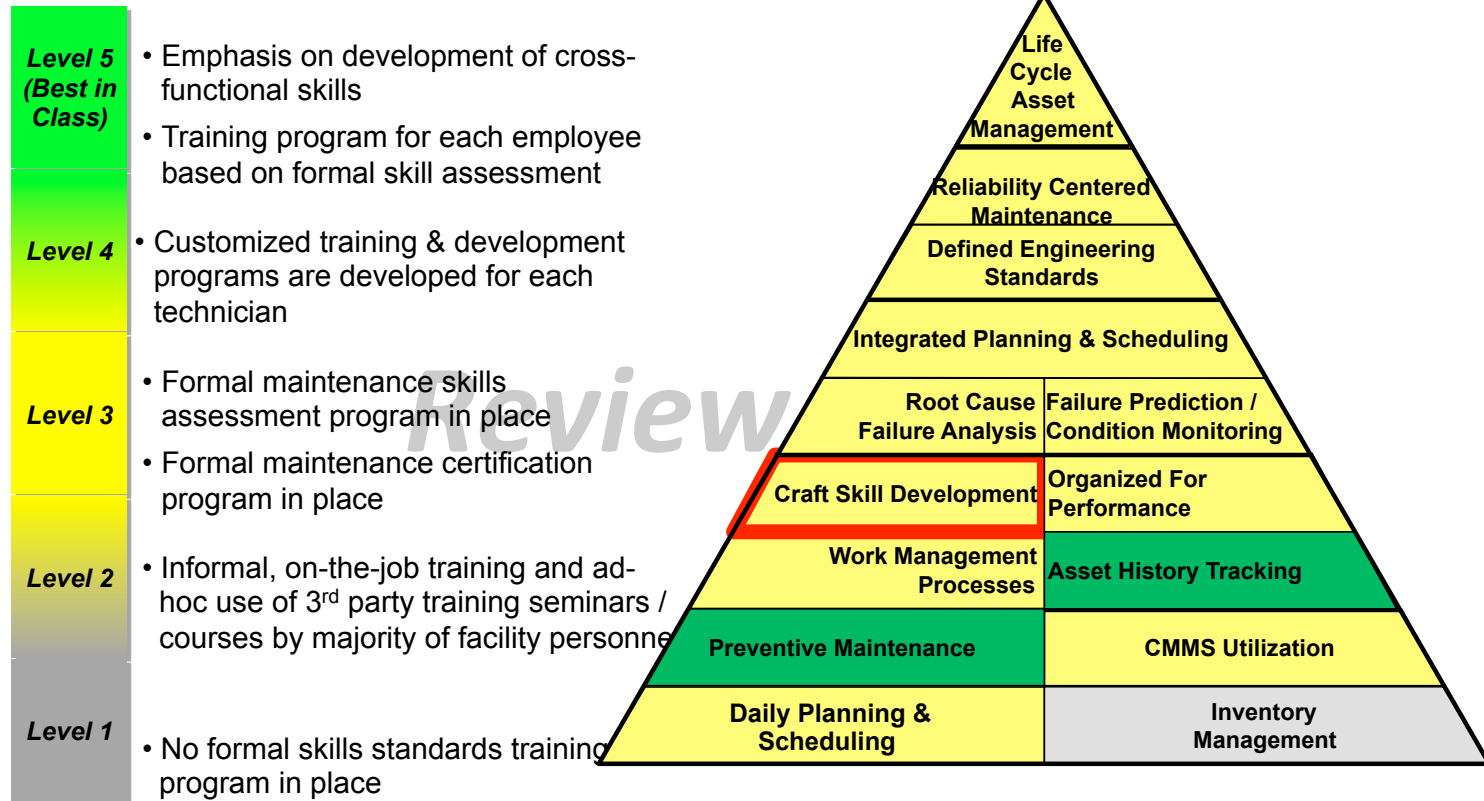 Level 5
(Best in
Class)
• Emphasis on development of cross-
functional skills
• Training program for each employee
based on formal skill assessment
Level 4
• Customized training & development
programs are developed for each
technician
Level 3
• Formal maintenance skills
assessment program in place
• Formal maintenance certification
program in place
Level 2
• Informal, on-the-job training and ad-
hoc use of 3rd party training seminars /
courses by majority of facility personne
Level 1
• No formal skills standards training
program in place
Review
Life
Cycle
Asset
Management
Reliability Centered
Maintenance
Defined Engineering
Standards
Integrated Planning & Scheduling
Root Cause
Failure Analysis
Failure Prediction /
Condition Monitoring
Craft Skill Development
Organized For
Performance
Work Management
Processes
Asset History Tracking
Preventive Maintenance
CMMS Utilization
Daily Planning &
Scheduling
Inventory
Management